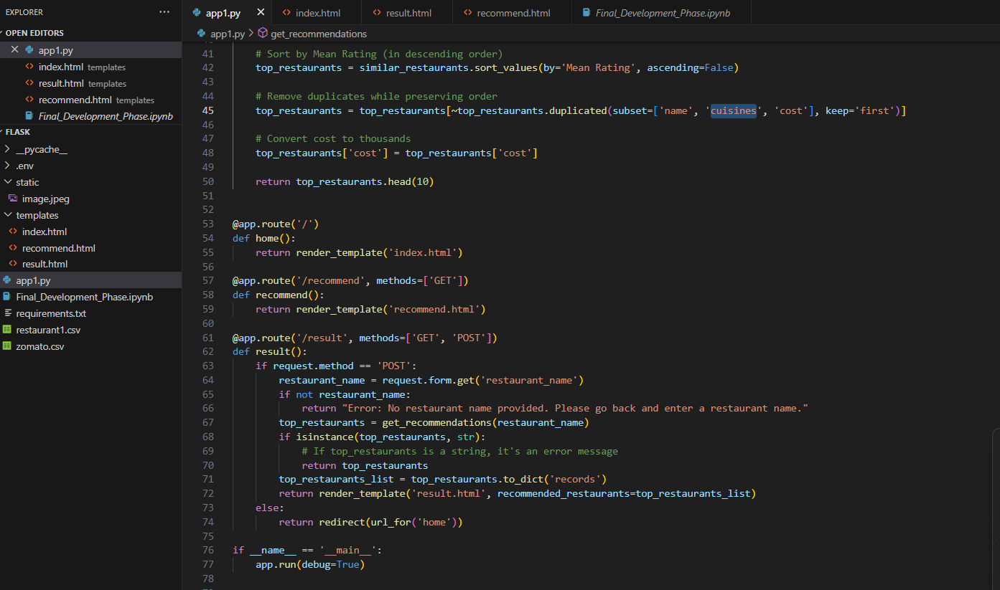 EXPLORER
···
OPEN EDITORS
app1.py
index.html templates
result.html templates
recommend.html templates
Final_Development_Phase.ipynb
FLASK
__pycache__
.env
static
image.jpeg
templates
index.html
recommend.html
result.html
app1.py
Final_Development_Phase.ipynb
requirements.txt
restaurant1.csv
zomato.csv
app1.py index.html result.html recommend.html Final_Development_Phase.ipynb
app1.py > get_recommendations
41 # Sort by Mean Rating (in descending order)
42 top_restaurants = similar_restaurants.sort_values(by='Mean Rating', ascending=False)
43
44 # Remove duplicates while preserving order
45 top_restaurants = top_restaurants[~top_restaurants.duplicated(subset=['name', 'cuisines', 'cost'], keep='first')]
46
47 # Convert cost to thousands
48 top_restaurants['cost'] = top_restaurants['cost']
49
50 return top_restaurants.head(10)
51
52
53 @app.route('/')
54 def home():
55 return render_template('index.html')
56
57 @app.route('/recommend', methods=['GET'])
58 def recommend():
59 return render_template('recommend.html')
60
61 @app.route('/result', methods=['GET', 'POST'])
62 def result():
63 if request.method == 'POST':
64 restaurant_name = request.form.get('restaurant_name')
65 if not restaurant_name:
66 return "Error: No restaurant name provided. Please go back and enter a restaurant name."
67 top_restaurants = get_recommendations(restaurant_name)
68 if isinstance(top_restaurants, str):
69 # If top_restaurants is a string, it's an error message
70 return top_restaurants
71 top_restaurants_list = top_restaurants.to_dict('records')
72 return render_template('result.html', recommended_restaurants=top_restaurants_list)
73 else:
74 return redirect(url_for('home'))
75
76 if __name__ == '__main__':
77 app.run(debug=True)
78